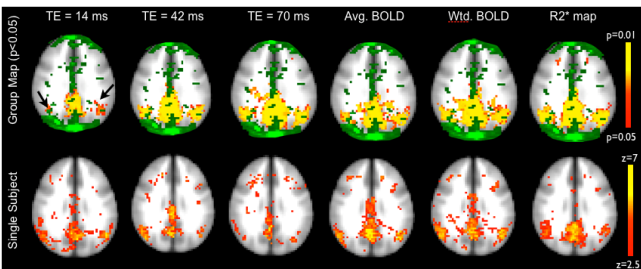 TE = 14 ms
TE = 42 ms
TE = 70 ms
Avg. BOLD
Wtd. BOLD
R2* map
Group Map (p<0.05)
p=0.01
p=0.05
Single Subject
z=7
z=2.5